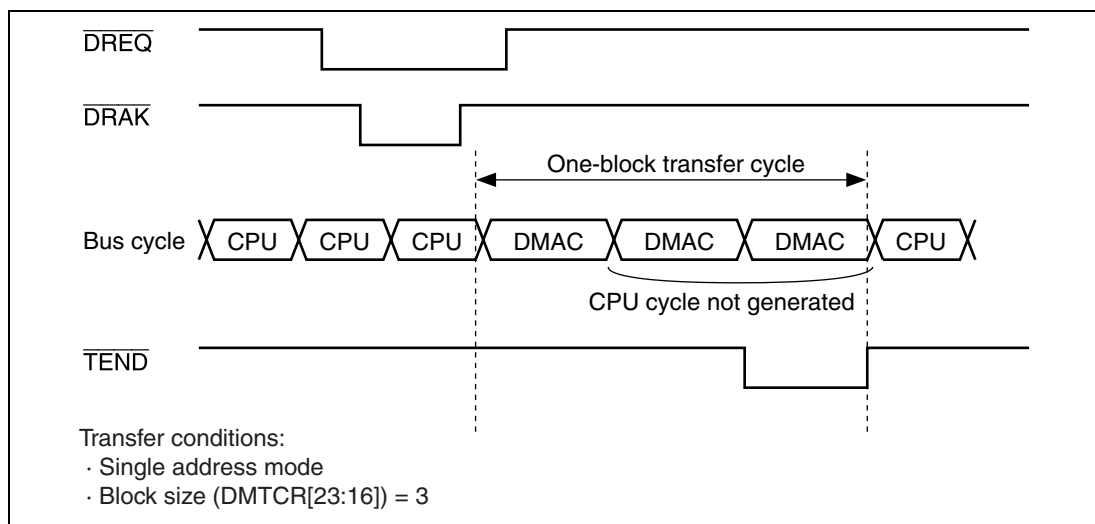 DREQ
DRAK
One-block transfer cycle
Bus cycle CPU CPU CPU DMAC DMAC DMAC CPU
CPU cycle not generated
TEND
Transfer conditions:
· Single address mode
· Block size (DMTCR[23:16]) = 3